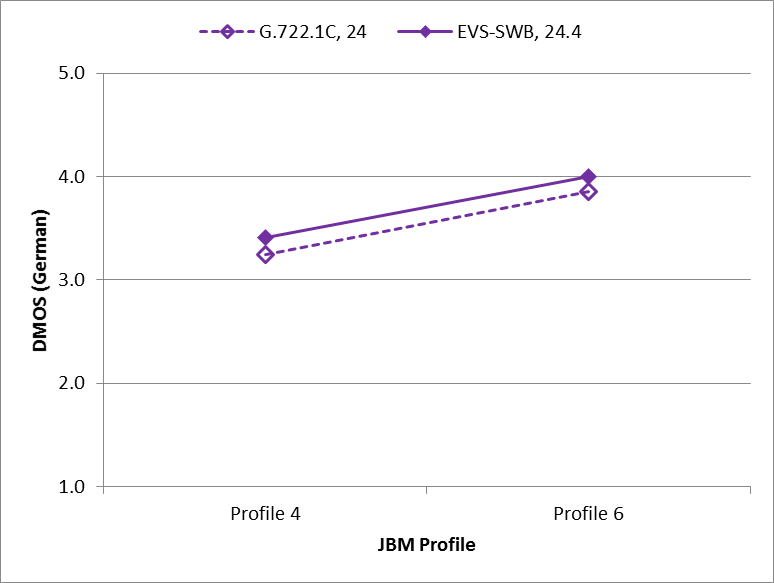 G.722.1C, 24 EVS-SWB, 24.4
5.0
4.0
3.0
2.0
1.0
DMOS (German)
Profile 4 Profile 6
JBM Profile